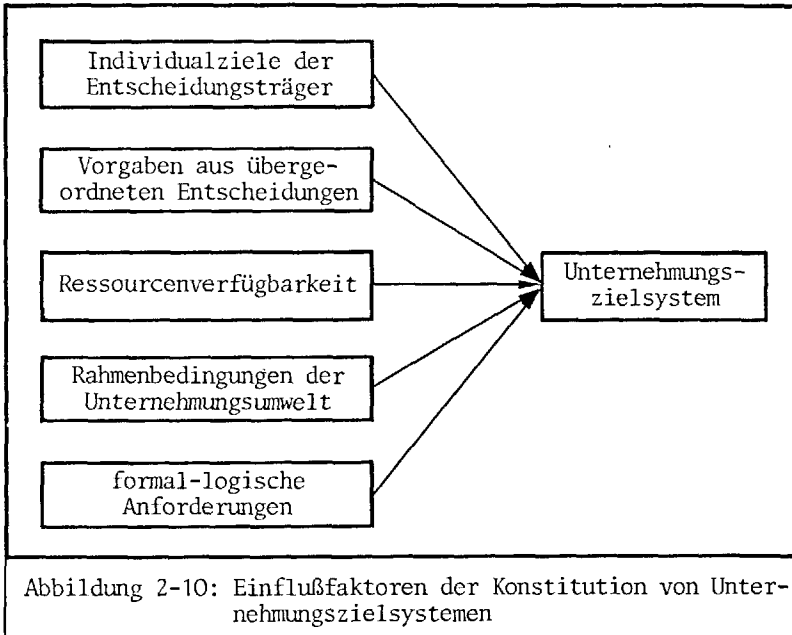 Individualziele der
Entscheidungsträger
Vorgaben aus überge-
ordneten Entscheidungen
Ressourcenverfügbarkeit
Rahmenbedingungen der
Unternehmungsumwelt
formal-logische
Anforderungen
Unternehmungs-
zielsystem
Abbildung 2-10: Einflußfaktoren der Konstitution von Unter-
nehmungszielsystemen